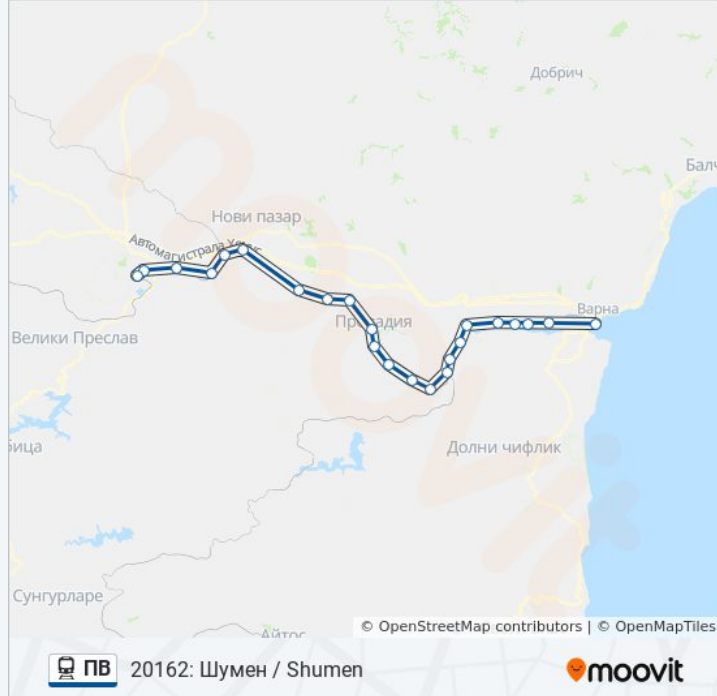 Добрич
Балч
Нови пазар
Автомагистрала Хемус
Варна
Провадия
Велики Преслав
бица
Долни чифлик
Сунгурларе
Айтос
© OpenStreetMap contributors | © OpenMapTiles
ПВ 20162: Шумен / Shumen
moovit